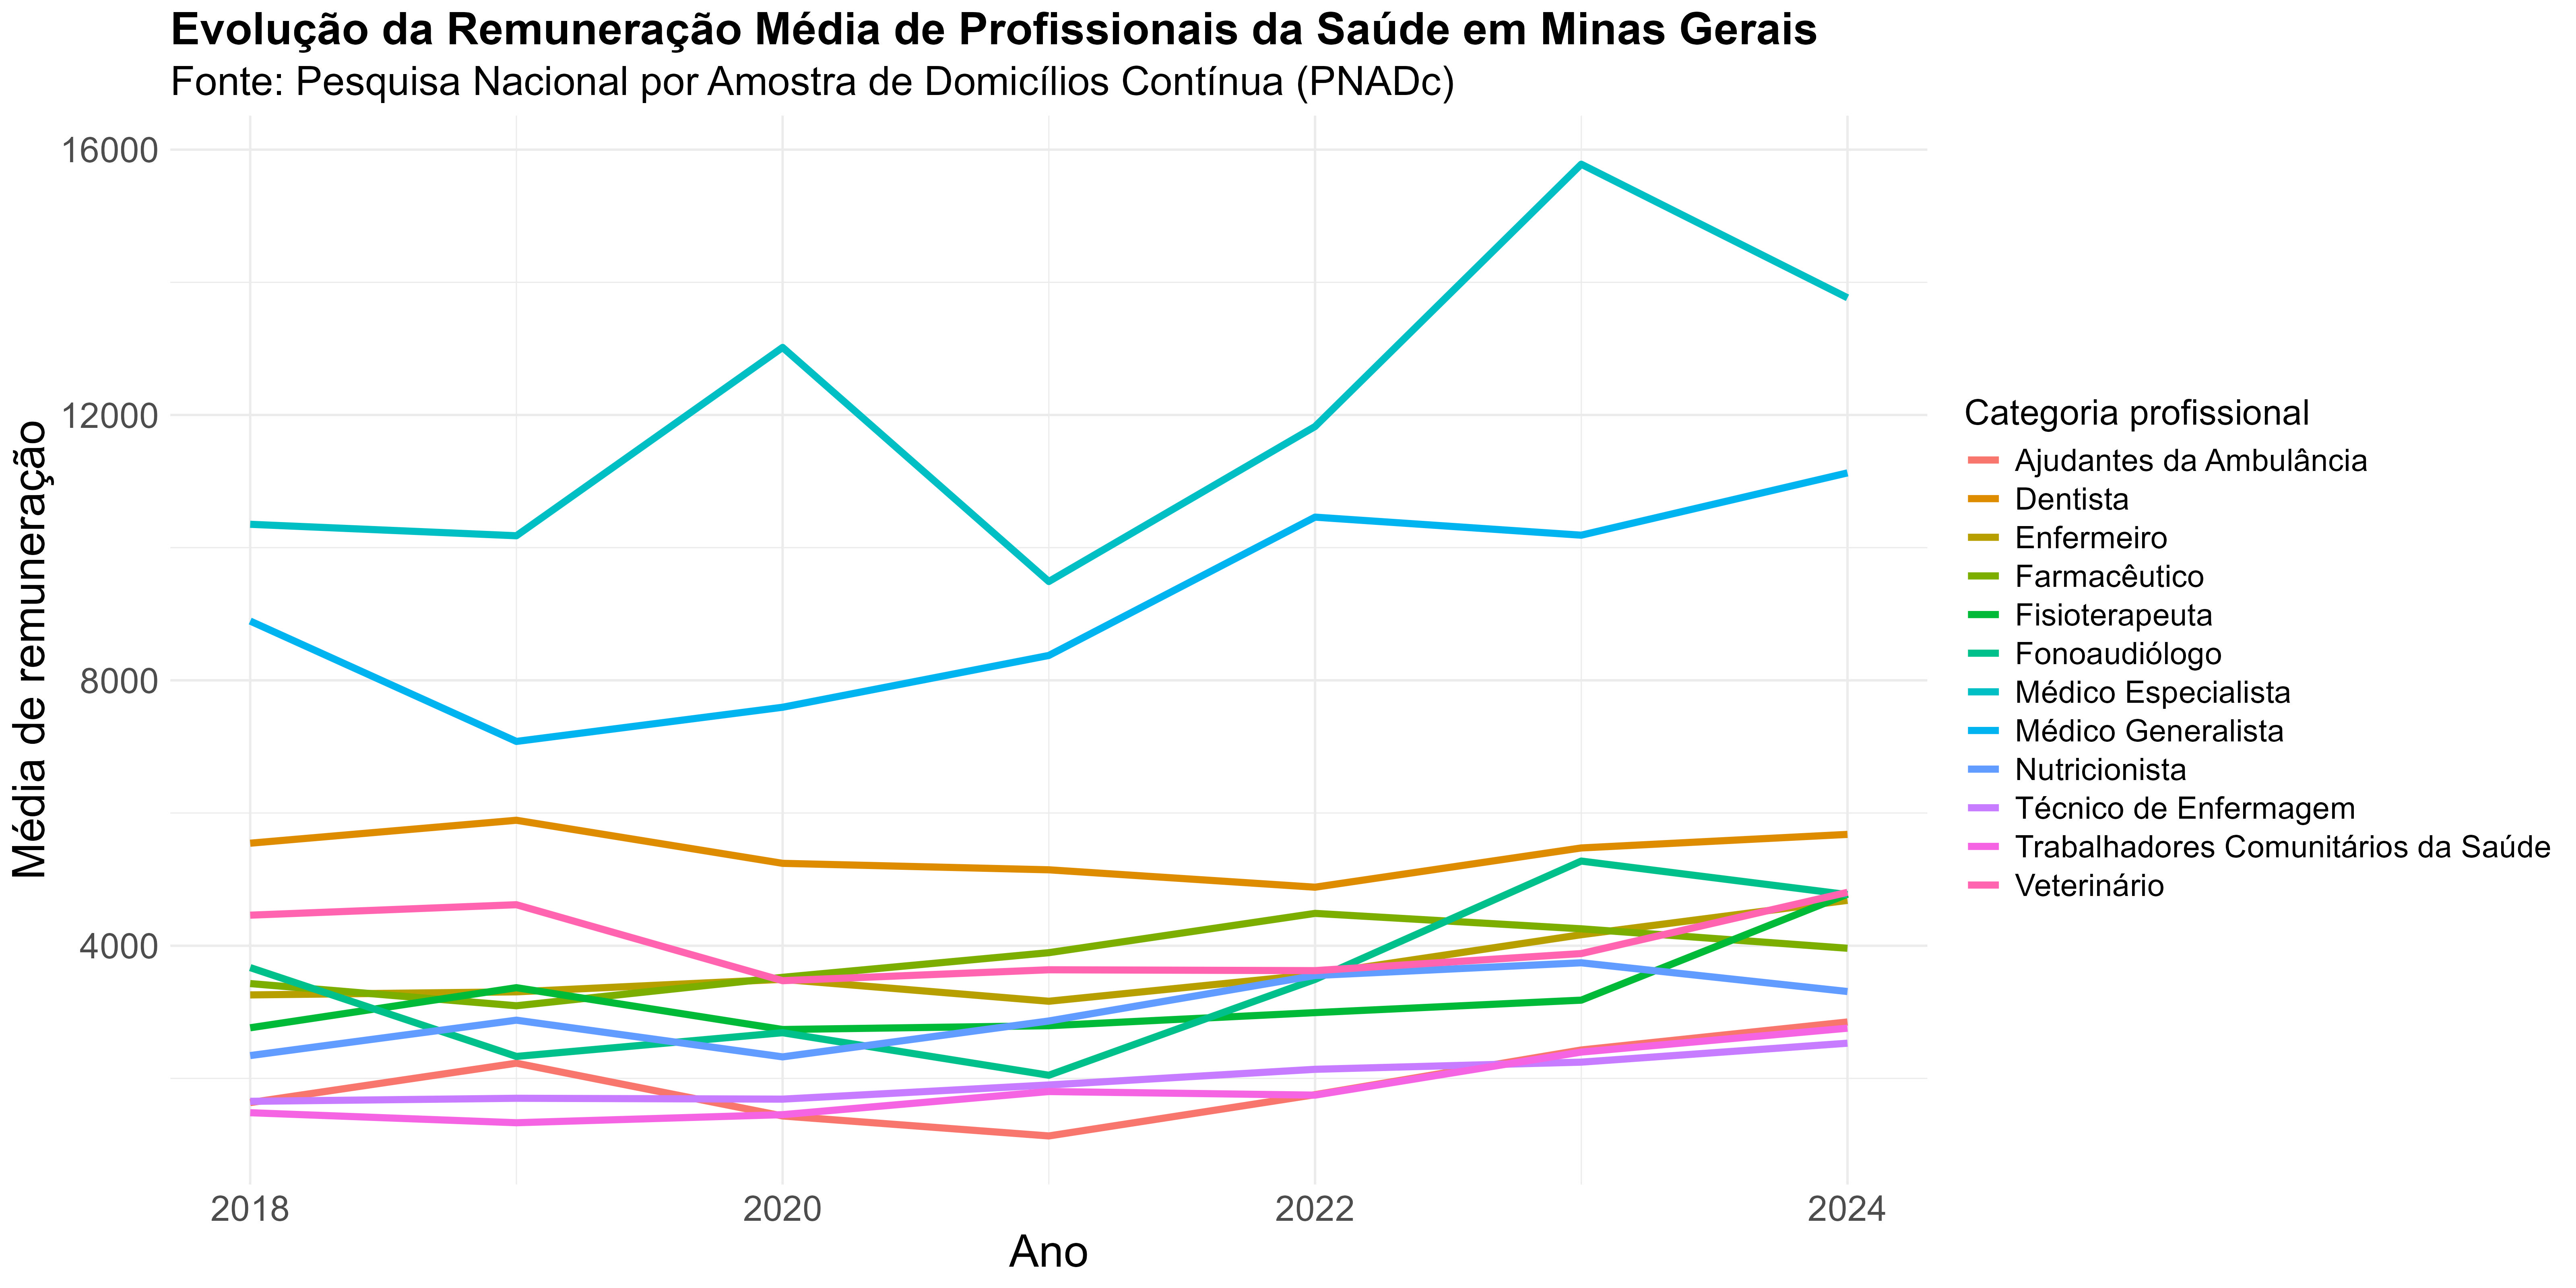 Evolução da Remuneração Média de Profissionais da Saúde em Minas Gerais
Fonte: Pesquisa Nacional por Amostra de Domicílios Contínua (PNADc)
16000
12000
8000
4000
Média de remuneração
2018
2020
2022
2024
Ano
Categoria profissional
Ajudantes da Ambulância
Dentista
Enfermeiro
Farmacêutico
Fisioterapeuta
Fonoaudiólogo
Médico Especialista
Médico Generalista
Nutricionista
Técnico de Enfermagem
Trabalhadores Comunitários da Saúde
Veterinário